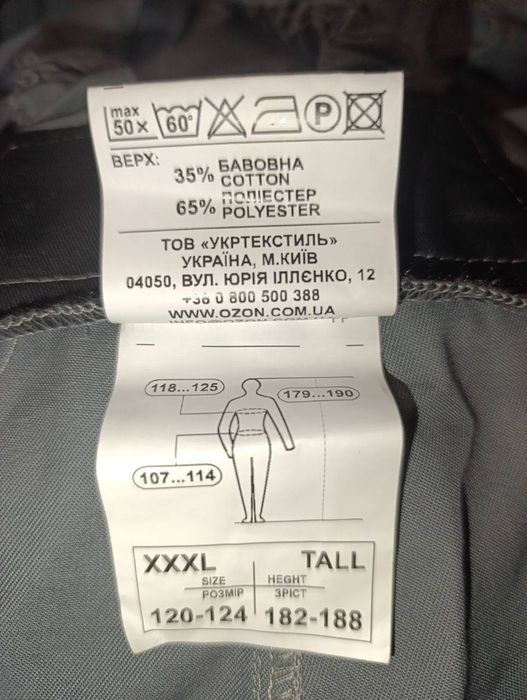 max
50x
60°
P
ВЕРХ:
35% БАВОВНА
COTTON
65% ПОЛІЕСТЕР
POLYESTER
ТОВ «УКРТЕКСТИЛЬ»
УКРАЇНА, М.КИЇВ
04050, ВУЛ. ЮРІЯ ІЛЛЄНКО, 12
+38 0 800 500 388
WWW.OZON.COM.UA
118...125
179...190
107...114
XXXL TALL
SIZE HEGHT
РОЗМІР ЗРІСТ
120-124 182-188